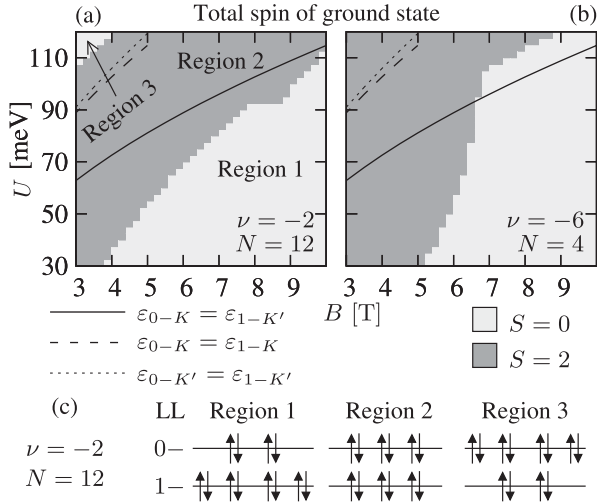 Total spin of ground state
(a) (b)
U [meV]
110
90
70
50
30
Region 3
Region 2
Region 1
ν = −2
N = 12
ν = −6
N = 4
3 4 5 6 7 8 9 3 4 5 6 7 8 9
B [T]
ε₀₋K = ε₁₋K′
ε₀₋K = ε₁₋K
ε₀₋K′ = ε₁₋K′
S = 0
S = 2
(c) LL Region 1 Region 2 Region 3
ν = −2
N = 12
0−
1−